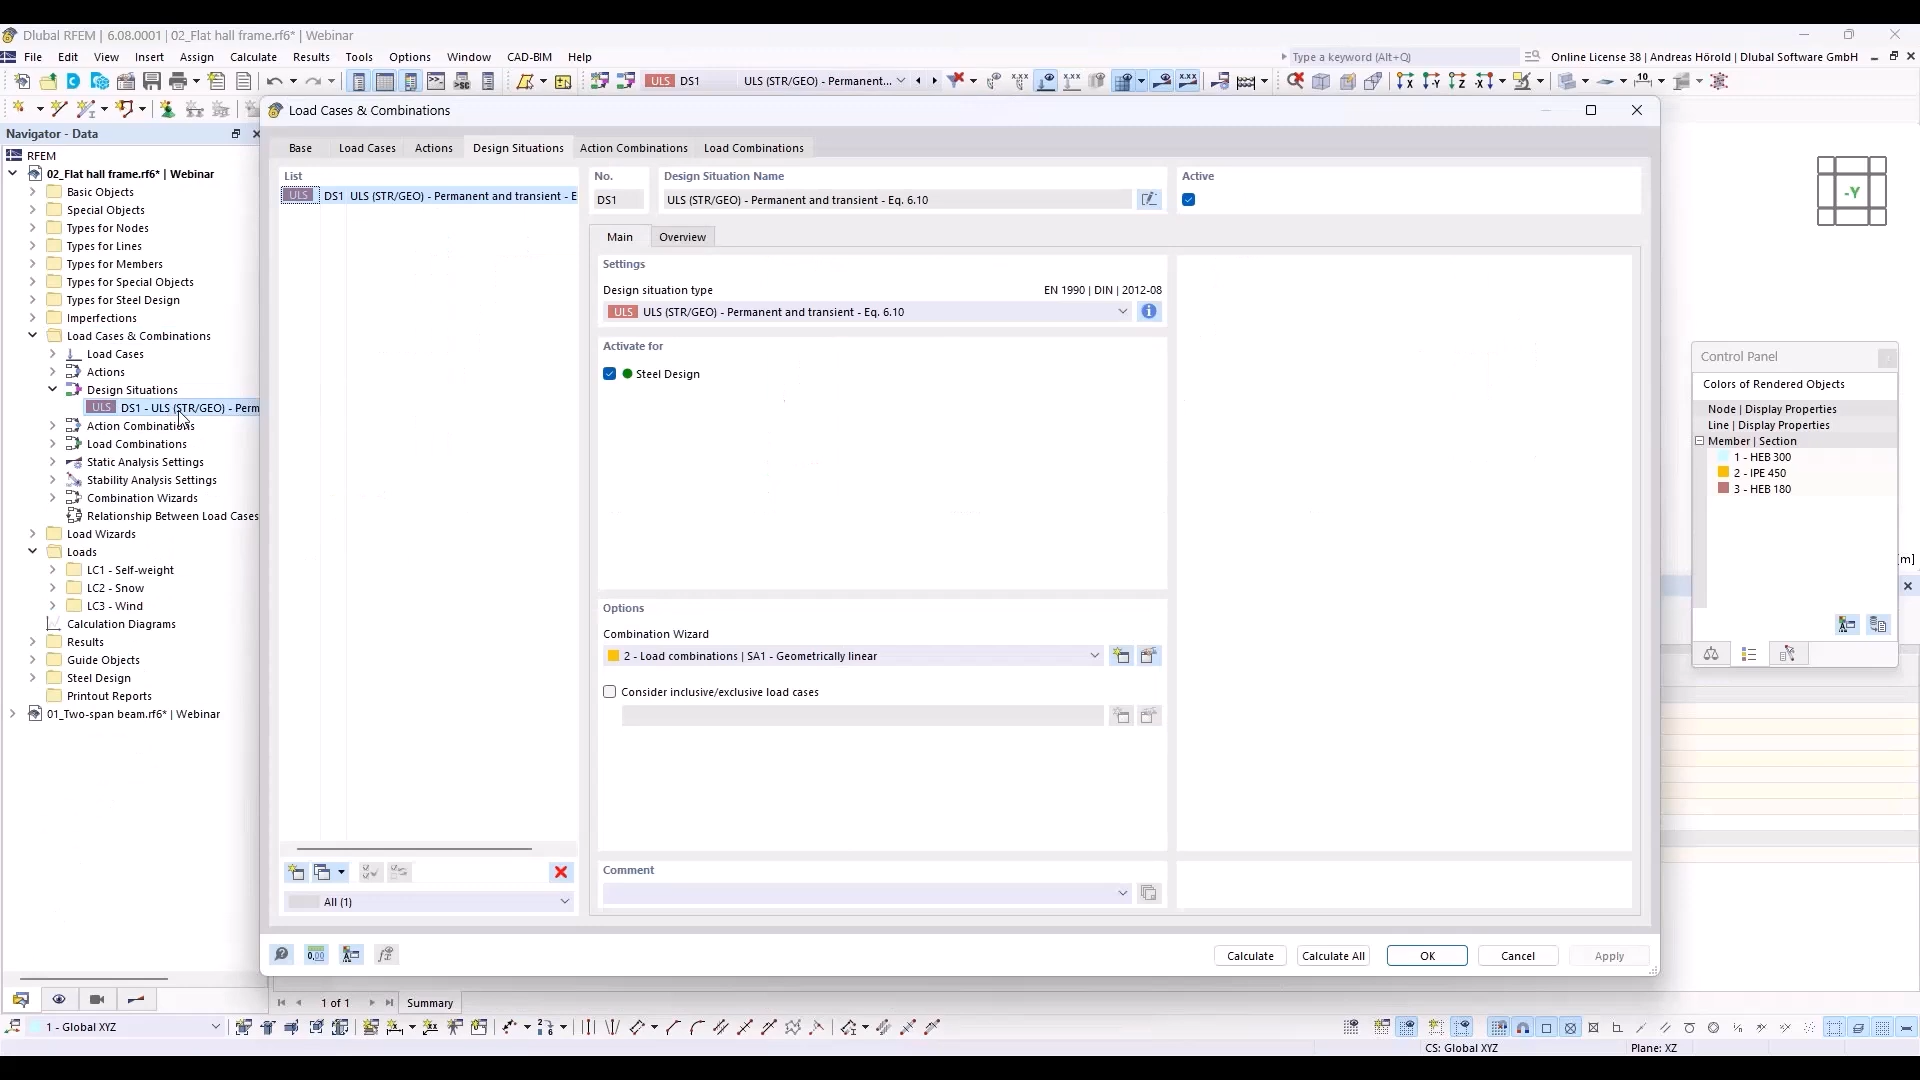 Dlubal RFEM | 6.08.0001 | 02_Flat hall frame.rf6* | Webinar
File Edit View Insert Assign Calculate Results Tools Options Window CAD-BIM Help
Type a keyword (Alt+Q)
Online License 38 | Andreas Hörold | Dlubal Software GmbH
ULS DS1 ULS (STR/GEO) - Permanent...
Navigator - Data
RFEM
02_Flat hall frame.rf6* | Webinar
Basic Objects
Special Objects
Types for Nodes
Types for Lines
Types for Members
Types for Special Objects
Types for Steel Design
Imperfections
Load Cases & Combinations
Load Cases
Actions
Design Situations
ULS DS1 - ULS (STR/GEO) - Perm
Action Combinations
Load Combinations
Static Analysis Settings
Stability Analysis Settings
Combination Wizards
Relationship Between Load Cases
Load Wizards
Loads
LC1 - Self-weight
LC2 - Snow
LC3 - Wind
Calculation Diagrams
Results
Guide Objects
Steel Design
Printout Reports
01_Two-span beam.rf6* | Webinar
Load Cases & Combinations
Base Load Cases Actions Design Situations Action Combinations Load Combinations
List
ULS DS1 ULS (STR/GEO) - Permanent and transient - E
All (1)
No.
DS1
Design Situation Name
ULS (STR/GEO) - Permanent and transient - Eq. 6.10
Active
Main Overview
Settings
Design situation type EN 1990 | DIN | 2012-08
ULS ULS (STR/GEO) - Permanent and transient - Eq. 6.10
Activate for
Steel Design
Options
Combination Wizard
2 - Load combinations | SA1 - Geometrically linear
Consider inclusive/exclusive load cases
Comment
Calculate Calculate All OK Cancel Apply
-Y
Control Panel
Colors of Rendered Objects
Node | Display Properties
Line | Display Properties
Member | Section
1 - HEB 300
2 - IPE 450
3 - HEB 180
[m]
1 of 1 Summary
1 - Global XYZ
CS: Global XYZ Plane: XZ